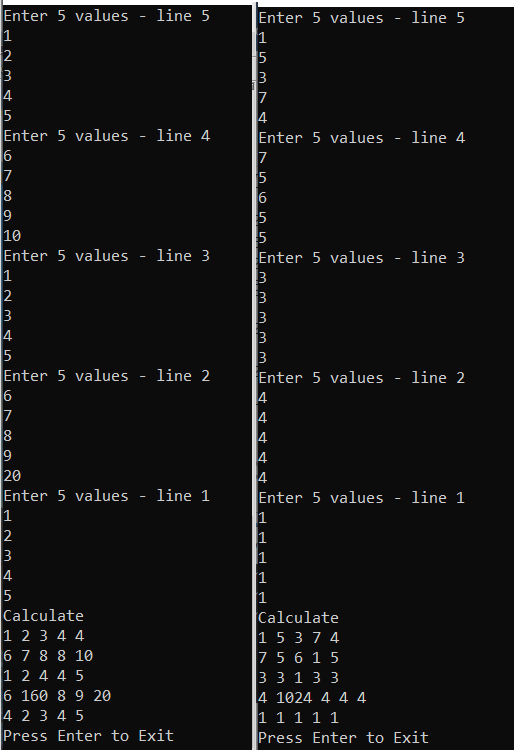 Enter 5 values - line 5
1
2
3
4
5
Enter 5 values - line 4
6
7
8
9
10
Enter 5 values - line 3
1
2
3
4
5
Enter 5 values - line 2
6
7
8
9
20
Enter 5 values - line 1
1
2
3
4
5
Calculate
1 2 3 4 4
6 7 8 8 10
1 2 4 4 5
6 160 8 9 20
4 2 3 4 5
Press Enter to Exit
Enter 5 values - line 5
1
5
3
7
4
Enter 5 values - line 4
7
5
6
5
5
Enter 5 values - line 3
3
3
3
3
3
Enter 5 values - line 2
4
4
4
4
4
Enter 5 values - line 1
1
1
1
1
1
Calculate
1 5 3 7 4
7 5 6 1 5
3 3 1 3 3
4 1024 4 4 4
1 1 1 1 1
Press Enter to Exit